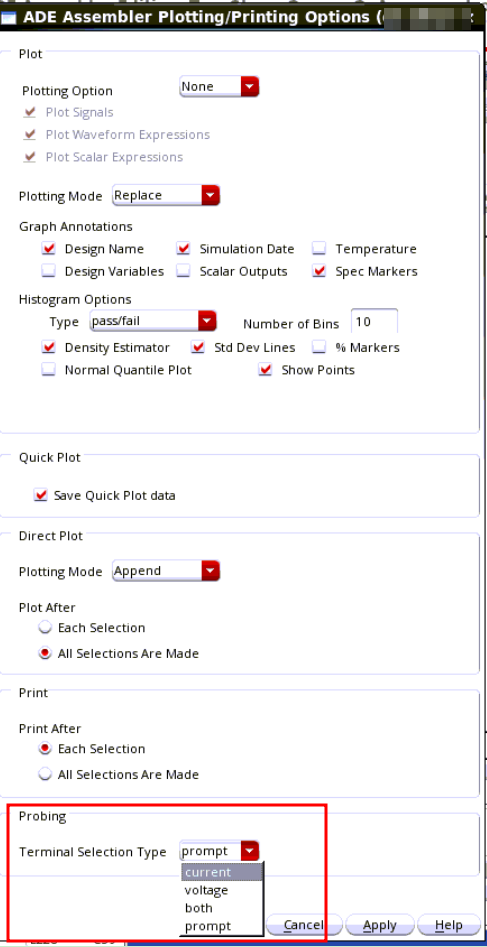 ADE Assembler Plotting/Printing Options (
Plot
Plotting Option None
Plot Signals
Plot Waveform Expressions
Plot Scalar Expressions
Plotting Mode Replace
Graph Annotations
Design Name Simulation Date Temperature
Design Variables Scalar Outputs Spec Markers
Histogram Options
Type pass/fail Number of Bins 10
Density Estimator Std Dev Lines % Markers
Normal Quantile Plot Show Points
Quick Plot
Save Quick Plot data
Direct Plot
Plotting Mode Append
Plot After
Each Selection
All Selections Are Made
Print
Print After
Each Selection
All Selections Are Made
Probing
Terminal Selection Type prompt
current
voltage
both
prompt
Cancel Apply Help